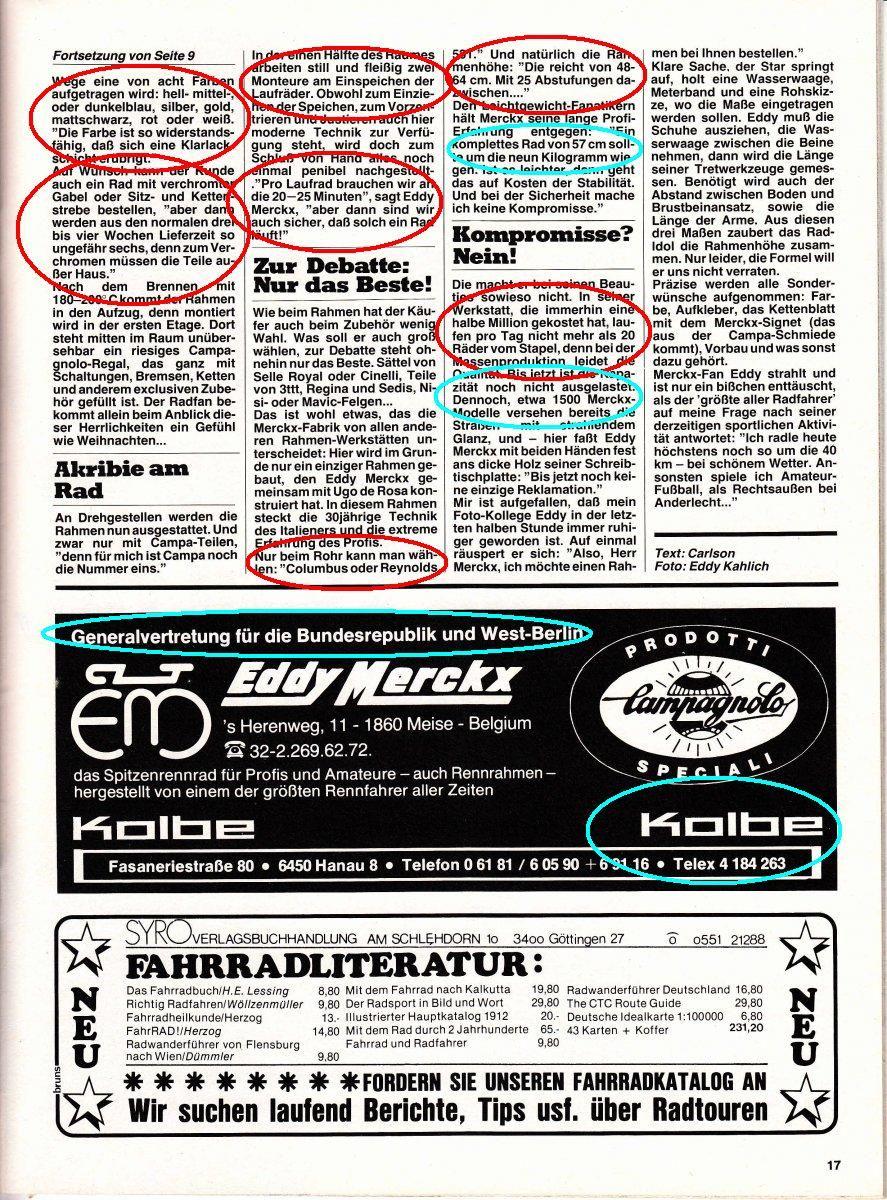 Fortsetzung von Seite 9
Wege eine von acht Farben
aufgetragen wird: hell- mittel-,
oder dunkelblau, silber, gold,
mattschwarz, rot oder weiß.
"Die Farbe ist so widerstands-
fähig, daß sich eine Klarlack-
schicht erübrigt."
Auf Wunsch kann der Kunde
auch ein Rad mit verchromter
Gabel oder Sitz- und Ketten-
strebe bestellen, "aber dann
werden aus den normalen drei
bis vier Wochen Lieferzeit so
ungefähr sechs, denn zum Ver-
chromen müssen die Teile au-
ßer Haus."
Nach dem Brennen mit
180–200°C kommt der Rahmen
in den Aufzug, denn montiert
wird in der ersten Etage. Dort
steht mitten im Raum unüber-
sehbar ein riesiges Campa-
gnolo-Regal, das ganz mit
Schaltungen, Bremsen, Ketten
und anderem exclusiven Zube-
hör gefüllt ist. Der Radfan be-
kommt allein beim Anblick die-
ser Herrlichkeiten ein Gefühl
wie Weihnachten...
Akribie am
Rad
An Drehgestellen werden die
Rahmen nun ausgestattet. Und
zwar nur mit Campa-Teilen,
"denn für mich ist Campa noch
die Nummer eins."
In der einen Hälfte des Raumes
arbeiten still und fleißig zwei
Monteure am Einspeichen der
Laufräder. Obwohl zum Einzie-
hen der Speichen, zum Vorzen-
trieren und Justieren auch hier
moderne Technik zur Verfü-
gung steht, wird doch zum
Schluß von Hand alles noch
einmal penibel nachgestellt.
"Pro Laufrad brauchen wir an
die 20–25 Minuten", sagt Eddy
Merckx, "aber dann sind wir
auch sicher, daß solch ein Rad
läuft!"
Zur Debatte:
Nur das Beste!
Wie beim Rahmen hat der Käu-
fer auch beim Zubehör wenig
Wahl. Was soll er auch groß
wählen, zur Debatte steht oh-
nehin nur das Beste. Sättel von
Selle Royal oder Cinelli, Teile
von 3ttt, Regina und Sedis, Ni-
si- oder Mavic-Felgen...
Das ist wohl etwas, das die
Merckx-Fabrik von allen ande-
ren Rahmen-Werkstätten un-
terscheidet: Hier wird im Grun-
de nur ein einziger Rahmen ge-
baut, den Eddy Merckx ge-
meinsam mit Ugo de Rosa kon-
struiert hat. In diesem Rahmen
steckt die 30jährige Technik
des Italieners und die extreme
Erfahrung des Profis.
Nur beim Rohr kann man wäh-
len: "Columbus oder Reynolds
531." Und natürlich die Rah-
menhöhe: "Die reicht von 48-
64 cm. Mit 25 Abstufungen da-
zwischen...."
Den Leichtgewicht-Fanatikern
hält Merckx seine lange Profi-
Erfahrung entgegen: "Ein
komplettes Rad von 57 cm soll-
te um die neun Kilogramm wie-
gen. Ist es leichter, dann geht
das auf Kosten der Stabilität.
Und bei der Sicherheit mache
ich keine Kompromisse."
Kompromisse?
Nein!
Die macht er bei seinen Beau-
ties sowieso nicht. In seiner
Werkstatt, die immerhin eine
halbe Million gekostet hat, lau-
fen pro Tag nicht mehr als 20
Räder vom Stapel, denn bei der
Massenproduktion leidet die
Qualität. Bis jetzt ist die Kapa-
zität noch nicht ausgelastet.
Dennoch, etwa 1500 Merckx-
Modelle versehen bereits die
Straßen mit strahlendem
Glanz, und – hier faßt Eddy
Merckx mit beiden Händen fest
ans dicke Holz seiner Schreib-
tischplatte: "Bis jetzt noch kei-
ne einzige Reklamation."
Mir ist aufgefallen, daß mein
Foto-Kollege Eddy in der letz-
ten halben Stunde immer ruhi-
ger geworden ist. Auf einmal
räuspert er sich: "Also, Herr
Merckx, ich möchte einen Rah-
men bei Ihnen bestellen."
Klare Sache, der Star springt
auf, holt eine Wasserwaage,
Meterband und eine Rohskiz-
ze, wo die Maße eingetragen
werden sollen. Eddy muß die
Schuhe ausziehen, die Was-
serwaage zwischen die Beine
nehmen, dann wird die Länge
seiner Tretwerkzeuge gemes-
sen. Benötigt wird auch der
Abstand zwischen Boden und
Brustbeinansatz, sowie die
Länge der Arme. Aus diesen
drei Maßen zaubert das Rad-
Idol die Rahmenhöhe zusam-
men. Nur leider, die Formel will
er uns nicht verraten.
Präzise werden alle Sonder-
wünsche aufgenommen: Far-
be, Aufkleber, das Kettenblatt
mit dem Merckx-Signet (das
aus der Campa-Schmiede
kommt), Vorbau und was sonst
dazu gehört.
Merckx-Fan Eddy strahlt und
ist nur ein bißchen enttäuscht,
als der 'größte aller Radfahrer'
auf meine Frage nach seiner
derzeitigen sportlichen Aktivi-
tät antwortet: "Ich radle heute
höchstens noch so um die 40
km – bei schönem Wetter. An-
sonsten spiele ich Amateur-
Fußball, als Rechtsaußen bei
Anderlecht..."
Text: Carlson
Foto: Eddy Kahlich
Generalvertretung für die Bundesrepublik und West-Berlin
EM
Eddy Merckx
's Herenweg, 11 - 1860 Meise - Belgium
☎ 32-2.269.62.72.
das Spitzenrennrad für Profis und Amateure – auch Rennrahmen –
hergestellt von einem der größten Rennfahrer aller Zeiten
PRODOTTI
Campagnolo
SPECIALI
Kolbe
Kolbe
Fasaneriestraße 80 • 6450 Hanau 8 • Telefon 0 61 81 / 6 05 90 + 6 91 16 • Telex 4 184 263
NEU
SYRO VERLAGSBUCHHANDLUNG AM SCHLEHDORN 10 3400 Göttingen 27 0551 21288
FAHRRADLITERATUR:
Das Fahrradbuch/H.E. Lessing 8,80
Richtig Radfahren/Wöllzenmüller 9,80
Fahrradheilkunde/Herzog 13.-
FahrRAD!/Herzog 14,80
Radwanderführer von Flensburg
nach Wien/Dümmler 9,80
Mit dem Fahrrad nach Kalkutta 19,80
Der Radsport in Bild und Wort 29,80
Illustrierter Hauptkatalog 1912 20.-
Mit dem Rad durch 2 Jahrhunderte 65.-
Fahrrad und Radfahrer 9,80
Radwanderführer Deutschland 16,80
The CTC Route Guide 29,80
Deutsche Idealkarte 1:100000 6,80
43 Karten + Koffer 231,20
NEU
✱ ✱ ✱ ✱ ✱ ✱ ✱ ✱ FORDERN SIE UNSEREN FAHRRADKATALOG AN
Wir suchen laufend Berichte, Tips usf. über Radtouren
bruns
17